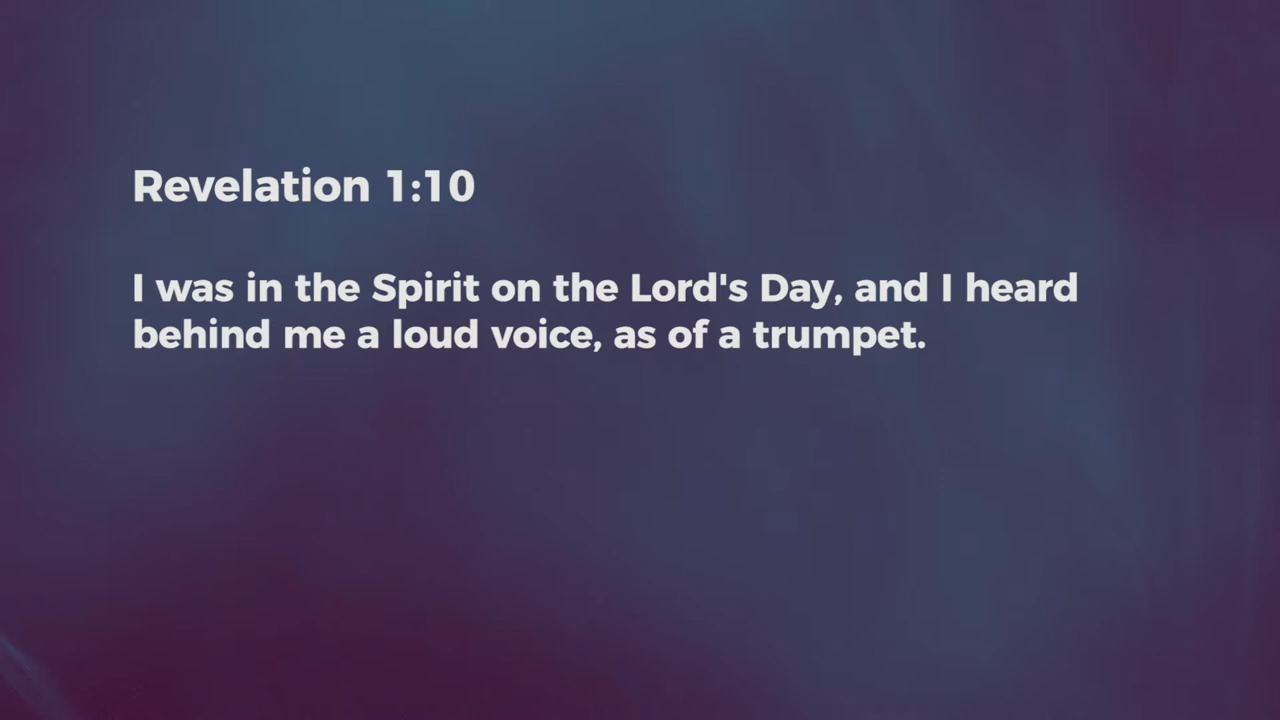 Revelation 1:10
I was in the Spirit on the Lord's Day, and I heard
behind me a loud voice, as of a trumpet.